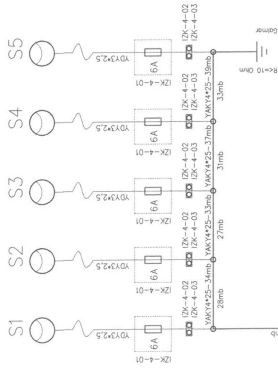 S5
YDY3*2.5
6A
IZK-4-01
IZK-4-02
IZK-4-03
YAKY4*25-39mb
33mb
Galmar
R<=10 Ohm
S4
YDY3*2.5
6A
IZK-4-01
IZK-4-02
IZK-4-03
YAKY4*25-37mb
31mb
S3
YDY3*2.5
6A
IZK-4-01
IZK-4-02
IZK-4-03
YAKY4*25-33mb
27mb
S2
YDY3*2.5
6A
IZK-4-01
IZK-4-02
IZK-4-03
YAKY4*25-34mb
28mb
S1
YDY3*2.5
6A
IZK-4-01
IZK-4-02
IZK-4-03